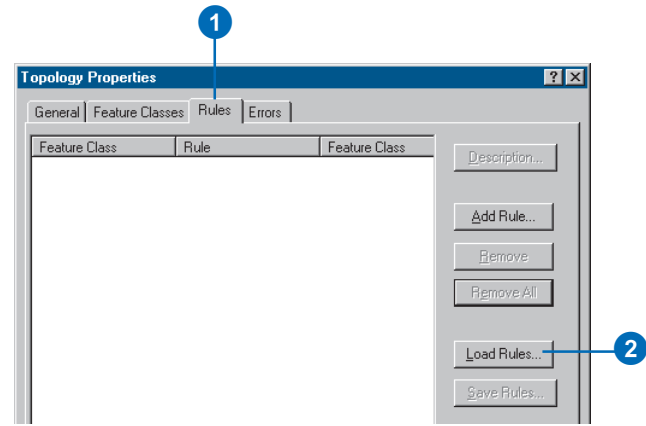 1
Topology Properties
General Feature Classes Rules Errors
Feature Class Rule Feature Class
Description...
Add Rule...
Remove
Remove All
Load Rules... 2
Save Rules...